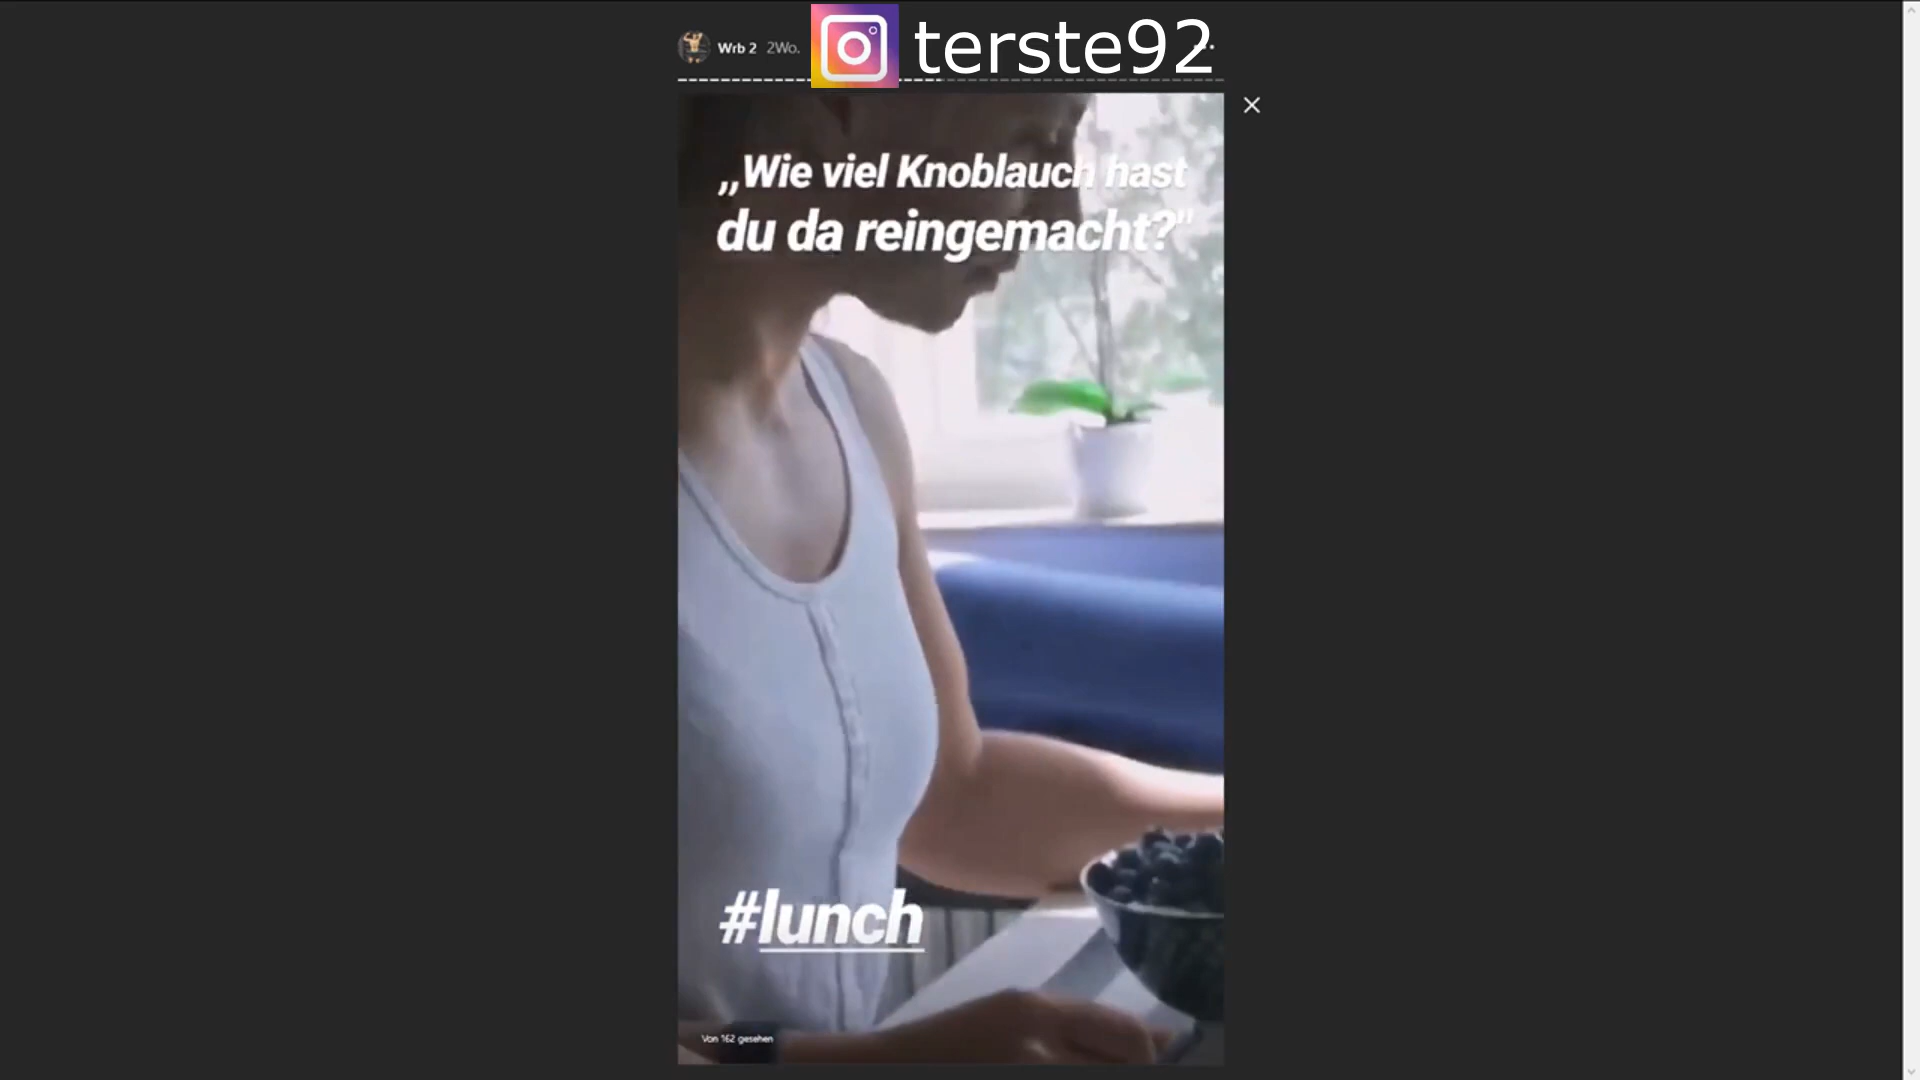 Wrb 2 2Wo.
terste92
„Wie viel Knoblauch hast
du da reingemacht?"
#lunch
Von 162 gesehen